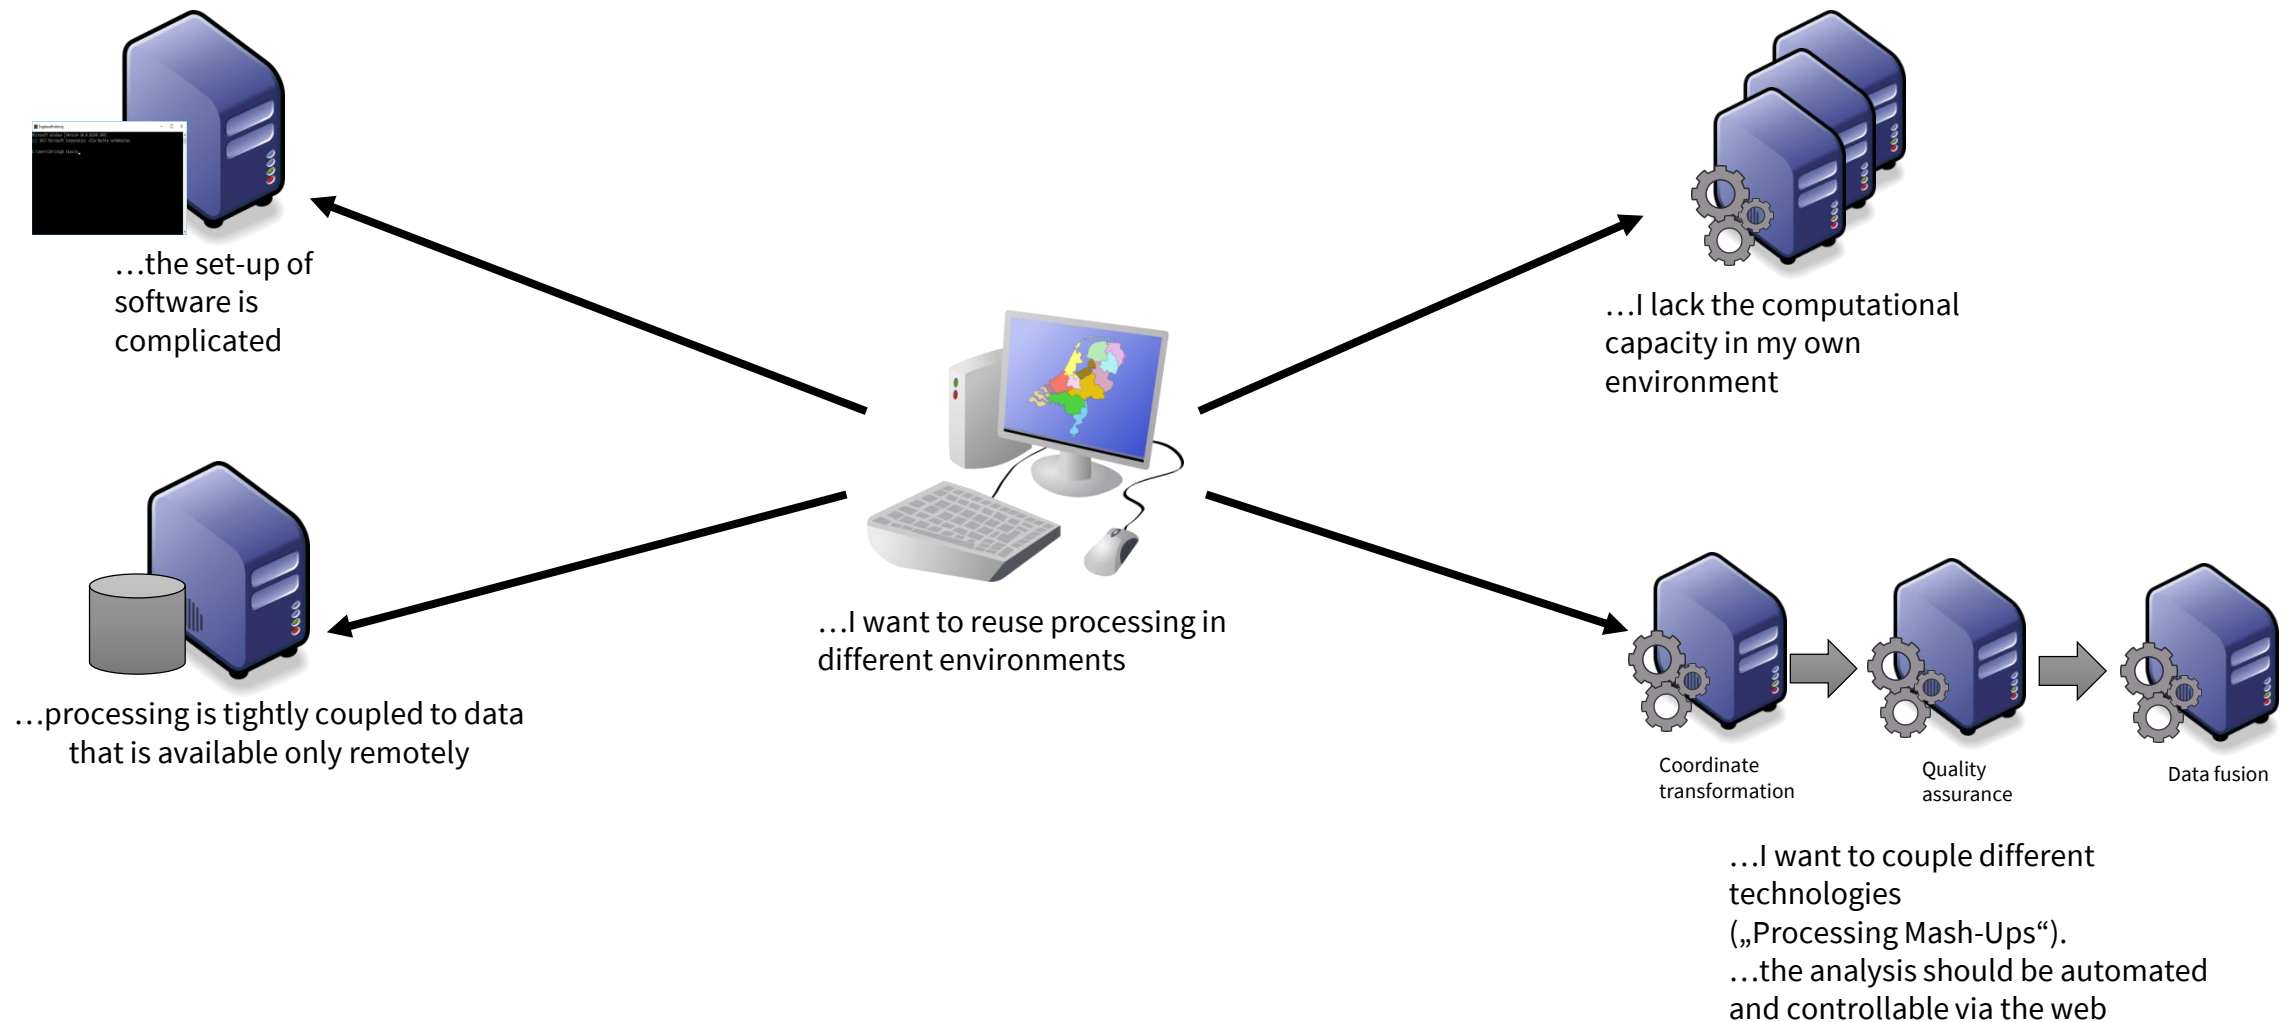 …the set-up of
software is
complicated
…I lack the computational
capacity in my own
environment
…I want to reuse processing in
different environments
…processing is tightly coupled to data
that is available only remotely
Coordinate
transformation
Quality
assurance
Data fusion
…I want to couple different
technologies
(„Processing Mash-Ups“).
…the analysis should be automated
and controllable via the web